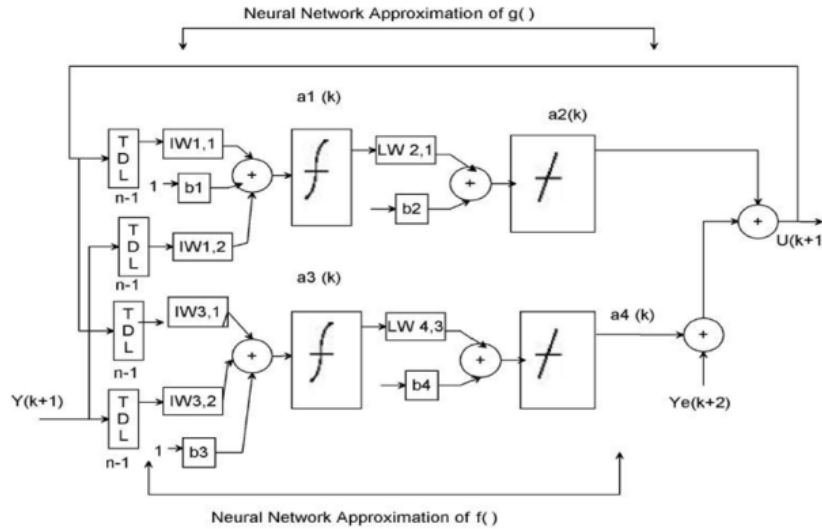 Neural Network Approximation of g( )
a1 (k)
a2(k)
T
D
L
n-1
IW1,1
1
b1
+
LW 2,1
b2
+
+
U(k+1
T
D
L
n-1
IW1,2
a3 (k)
T
D
L
n-1
IW3,1
+
LW 4,3
b4
+
a4 (k)
+
Ye(k+2)
Y(k+1)
T
D
L
n-1
IW3,2
1
b3
Neural Network Approximation of f( )